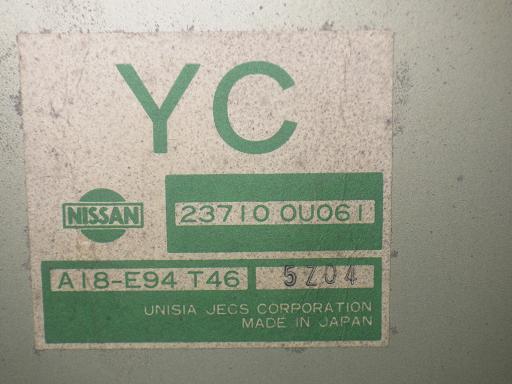 YC
NISSAN
23710 0U061
A18-E94 T46 5Z04
UNISIA JECS CORPORATION
MADE IN JAPAN